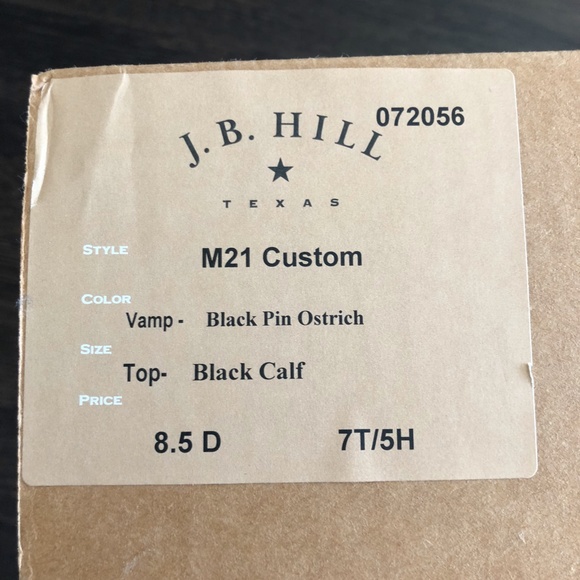 072056
J.B. HILL
TEXAS
STYLE M21 Custom
COLOR
Vamp - Black Pin Ostrich
SIZE
Top- Black Calf
PRICE
8.5 D 7T/5H